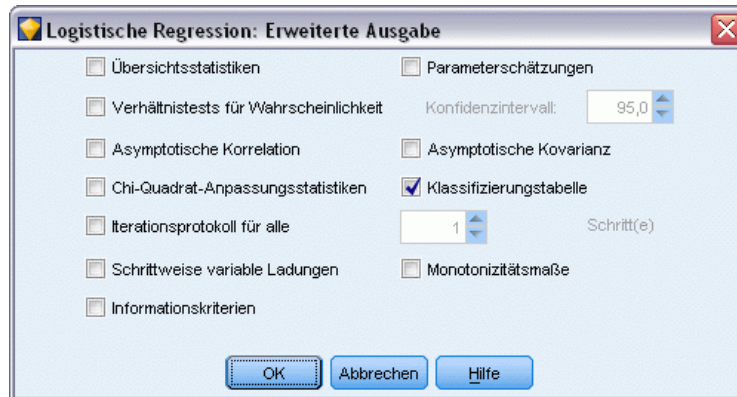 Logistische Regression: Erweiterte Ausgabe
Übersichtsstatistiken
Parameterschätzungen
Verhältnistests für Wahrscheinlichkeit
Konfidenzintervall:
95,0
Asymptotische Korrelation
Asymptotische Kovarianz
Chi-Quadrat-Anpassungsstatistiken
Klassifizierungstabelle
Iterationsprotokoll für alle
1
Schritt(e)
Schrittweise variable Ladungen
Monotonizitätsmaße
Informationskriterien
OK
Abbrechen
Hilfe